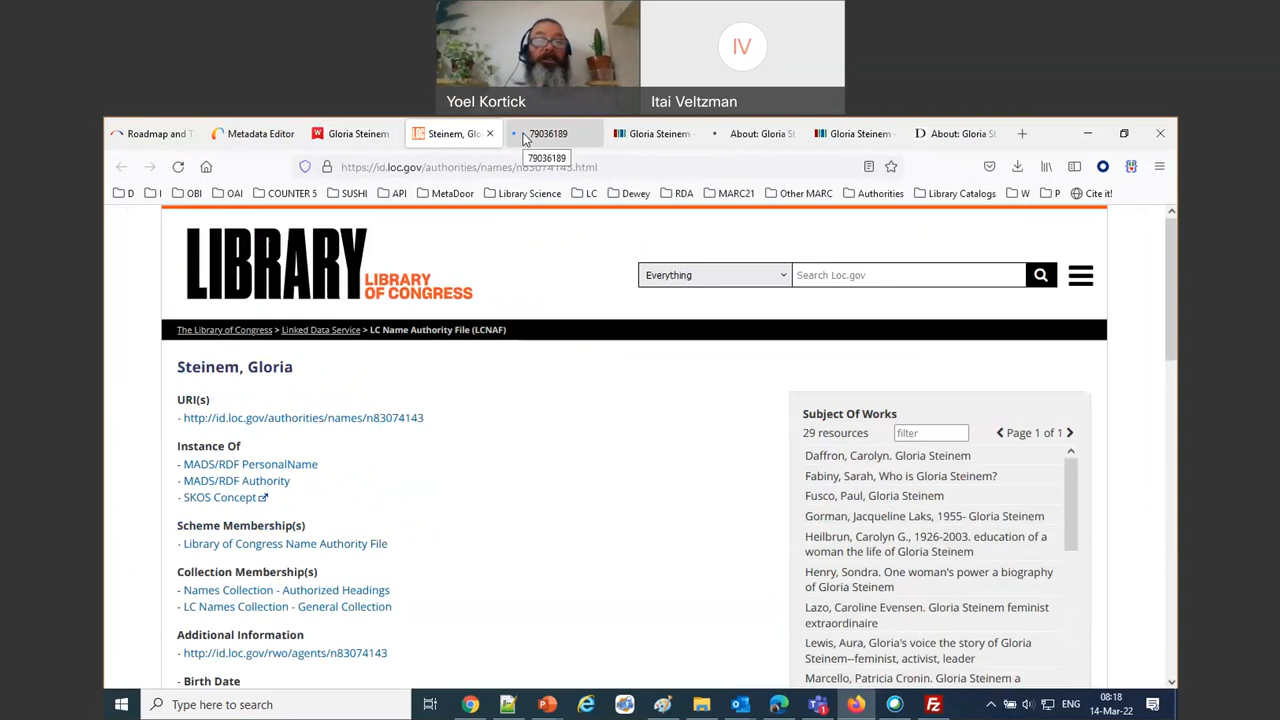 IV
Yoel Kortick
Itai Veltzman
Roadmap and T
Metadata Editor
Gloria Steinem
Steinem, Glo
79036189
Gloria Steinem
About: Gloria St
Gloria Steinem
About: Gloria St
79036189
https://id.loc.gov/authorities/names/n83074143.html
D
I
OBI
OAI
COUNTER 5
SUSHI
API
MetaDoor
Library Science
LC
Dewey
RDA
MARC21
Other MARC
Authorities
Library Catalogs
W
P
Cite it!
LIBRARY
LIBRARY
OF CONGRESS
Everything
Search Loc.gov
The Library of Congress > Linked Data Service > LC Name Authority File (LCNAF)
Steinem, Gloria
URI(s)
- http://id.loc.gov/authorities/names/n83074143
Instance Of
- MADS/RDF PersonalName
- MADS/RDF Authority
- SKOS Concept
Scheme Membership(s)
- Library of Congress Name Authority File
Collection Membership(s)
- Names Collection - Authorized Headings
- LC Names Collection - General Collection
Additional Information
- http://id.loc.gov/rwo/agents/n83074143
- Birth Date
Subject Of Works
29 resources
filter
Page 1 of 1
Daffron, Carolyn. Gloria Steinem
Fabiny, Sarah, Who is Gloria Steinem?
Fusco, Paul, Gloria Steinem
Gorman, Jacqueline Laks, 1955- Gloria Steinem
Heilbrun, Carolyn G., 1926-2003. education of a
woman the life of Gloria Steinem
Henry, Sondra. One woman's power a biography
of Gloria Steinem
Lazo, Caroline Evensen. Gloria Steinem feminist
extraordinaire
Lewis, Aura, Gloria's voice the story of Gloria
Steinem--feminist, activist, leader
Marcello, Patricia Cronin. Gloria Steinem a
Type here to search
ENG
08:18
14-Mar-22